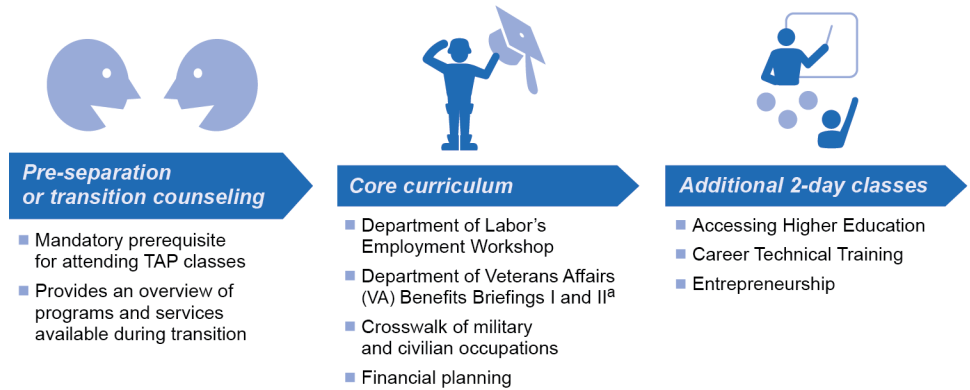 Pre-separation
or transition counseling
Mandatory prerequisite
for attending TAP classes
Provides an overview of
programs and services
available during transition
Core curriculum
Department of Labor’s
Employment Workshop
Department of Veterans Affairs
(VA) Benefits Briefings I and IIª
Crosswalk of military
and civilian occupations
Financial planning
Additional 2-day classes
Accessing Higher Education
Career Technical Training
Entrepreneurship